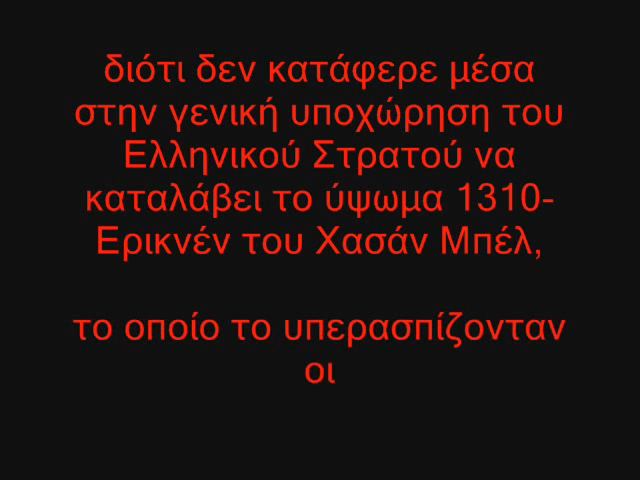 διότι δεν κατάφερε μέσα
στην γενική υποχώρηση του
Ελληνικού Στρατού να
καταλάβει το ύψωμα 1310-
Ερικνέν του Χασάν Μπέλ,
το οποίο το υπερασπίζονταν
οι